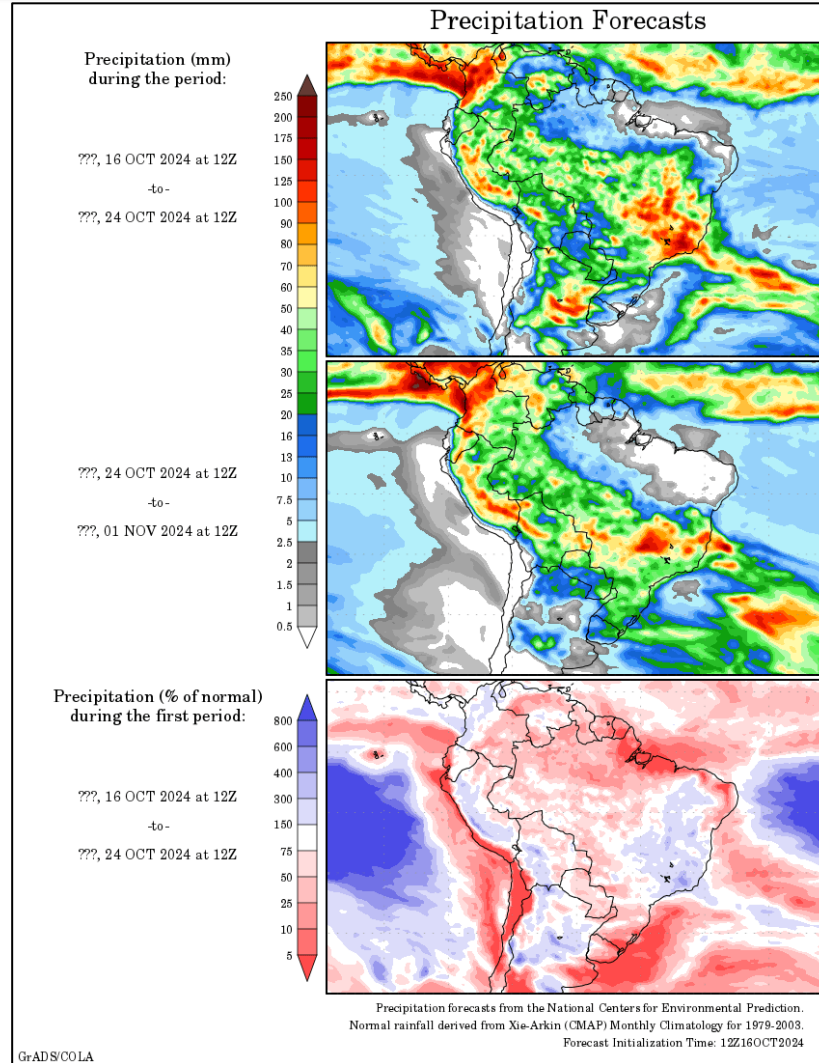 Precipitation Forecasts
Precipitation (mm)
during the period:
???, 16 OCT 2024 at 12Z
-to-
???, 24 OCT 2024 at 12Z
250
200
175
150
125
100
90
80
70
60
50
40
35
30
25
20
16
13
10
7.5
5
2.5
2
1.5
1
0.5
???, 24 OCT 2024 at 12Z
-to-
???, 01 NOV 2024 at 12Z
Precipitation (% of normal)
during the first period:
???, 16 OCT 2024 at 12Z
-to-
???, 24 OCT 2024 at 12Z
800
600
400
300
150
75
50
25
10
5
Precipitation forecasts from the National Centers for Environmental Prediction.
Normal rainfall derived from Xie-Arkin (CMAP) Monthly Climatology for 1979-2003.
Forecast Initialization Time: 12Z16OCT2024
GrADS/COLA